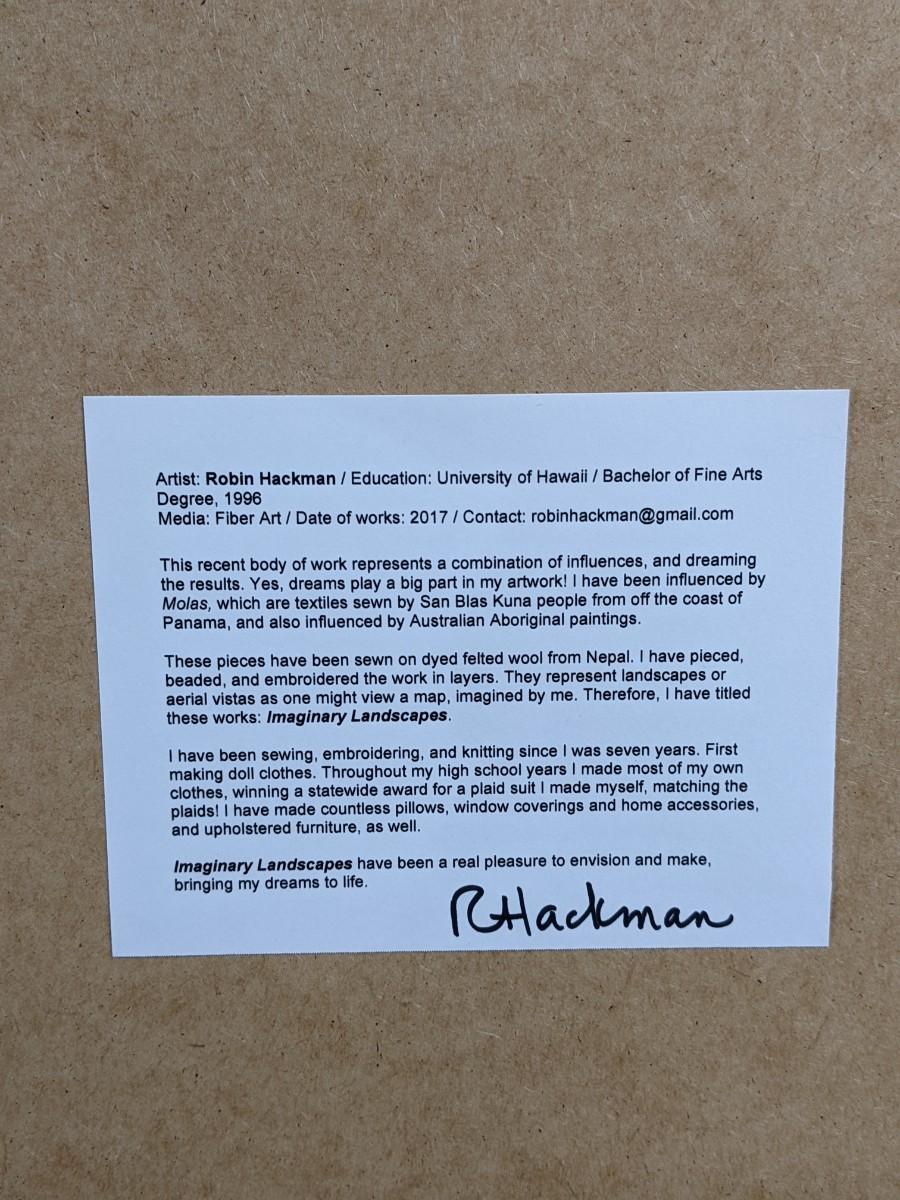 Artist: Robin Hackman / Education: University of Hawaii / Bachelor of Fine Arts
Degree, 1996
Media: Fiber Art / Date of works: 2017 / Contact: robinhackman@gmail.com
This recent body of work represents a combination of influences, and dreaming
the results. Yes, dreams play a big part in my artwork! I have been influenced by
Molas, which are textiles sewn by San Blas Kuna people from off the coast of
Panama, and also influenced by Australian Aboriginal paintings.
These pieces have been sewn on dyed felted wool from Nepal. I have pieced,
beaded, and embroidered the work in layers. They represent landscapes or
aerial vistas as one might view a map, imagined by me. Therefore, I have titled
these works: Imaginary Landscapes.
I have been sewing, embroidering, and knitting since I was seven years. First
making doll clothes. Throughout my high school years I made most of my own
clothes, winning a statewide award for a plaid suit I made myself, matching the
plaids! I have made countless pillows, window coverings and home accessories,
and upholstered furniture, as well.
Imaginary Landscapes have been a real pleasure to envision and make,
bringing my dreams to life.
RHackman